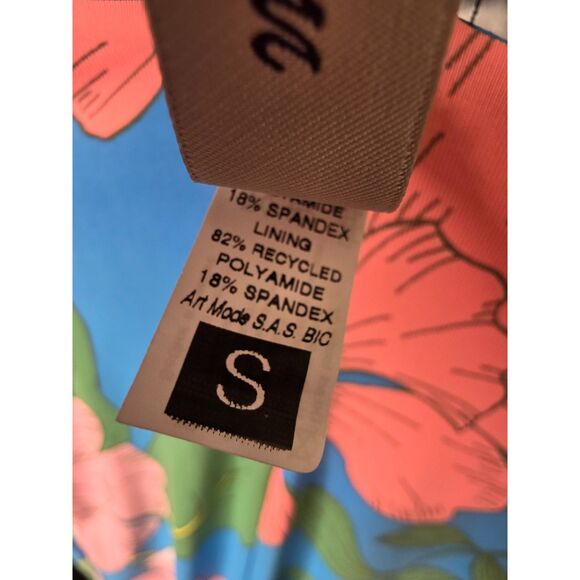 18% SPANDEX
LINING
82% RECYCLED
POLYAMIDE
18% SPANDEX
Art Mode S.A.S. BIC
S